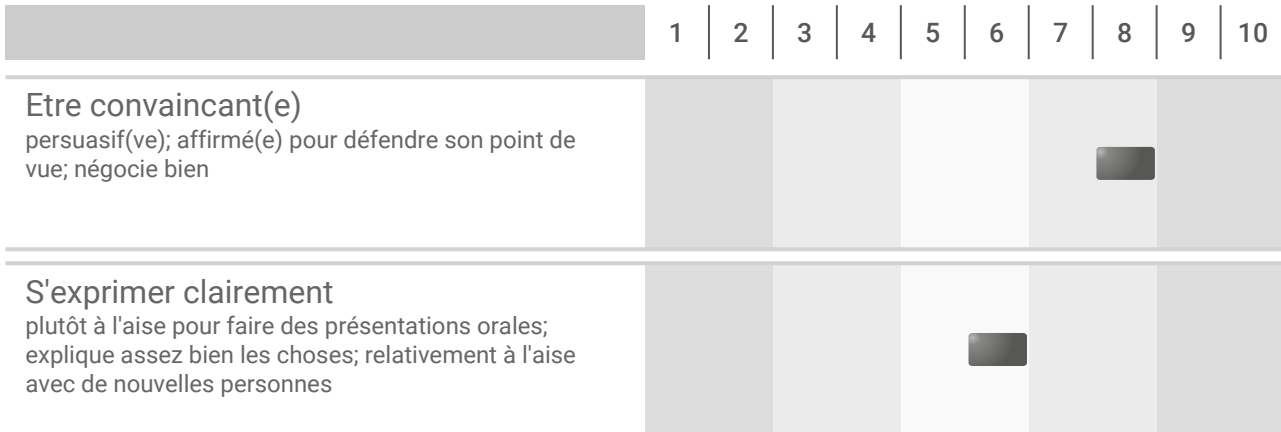 1 2 3 4 5 6 7 8 9 10
Etre convaincant(e)
persuasif(ve); affirmé(e) pour défendre son point de
vue; négocie bien
S'exprimer clairement
plutôt à l'aise pour faire des présentations orales;
explique assez bien les choses; relativement à l'aise
avec de nouvelles personnes